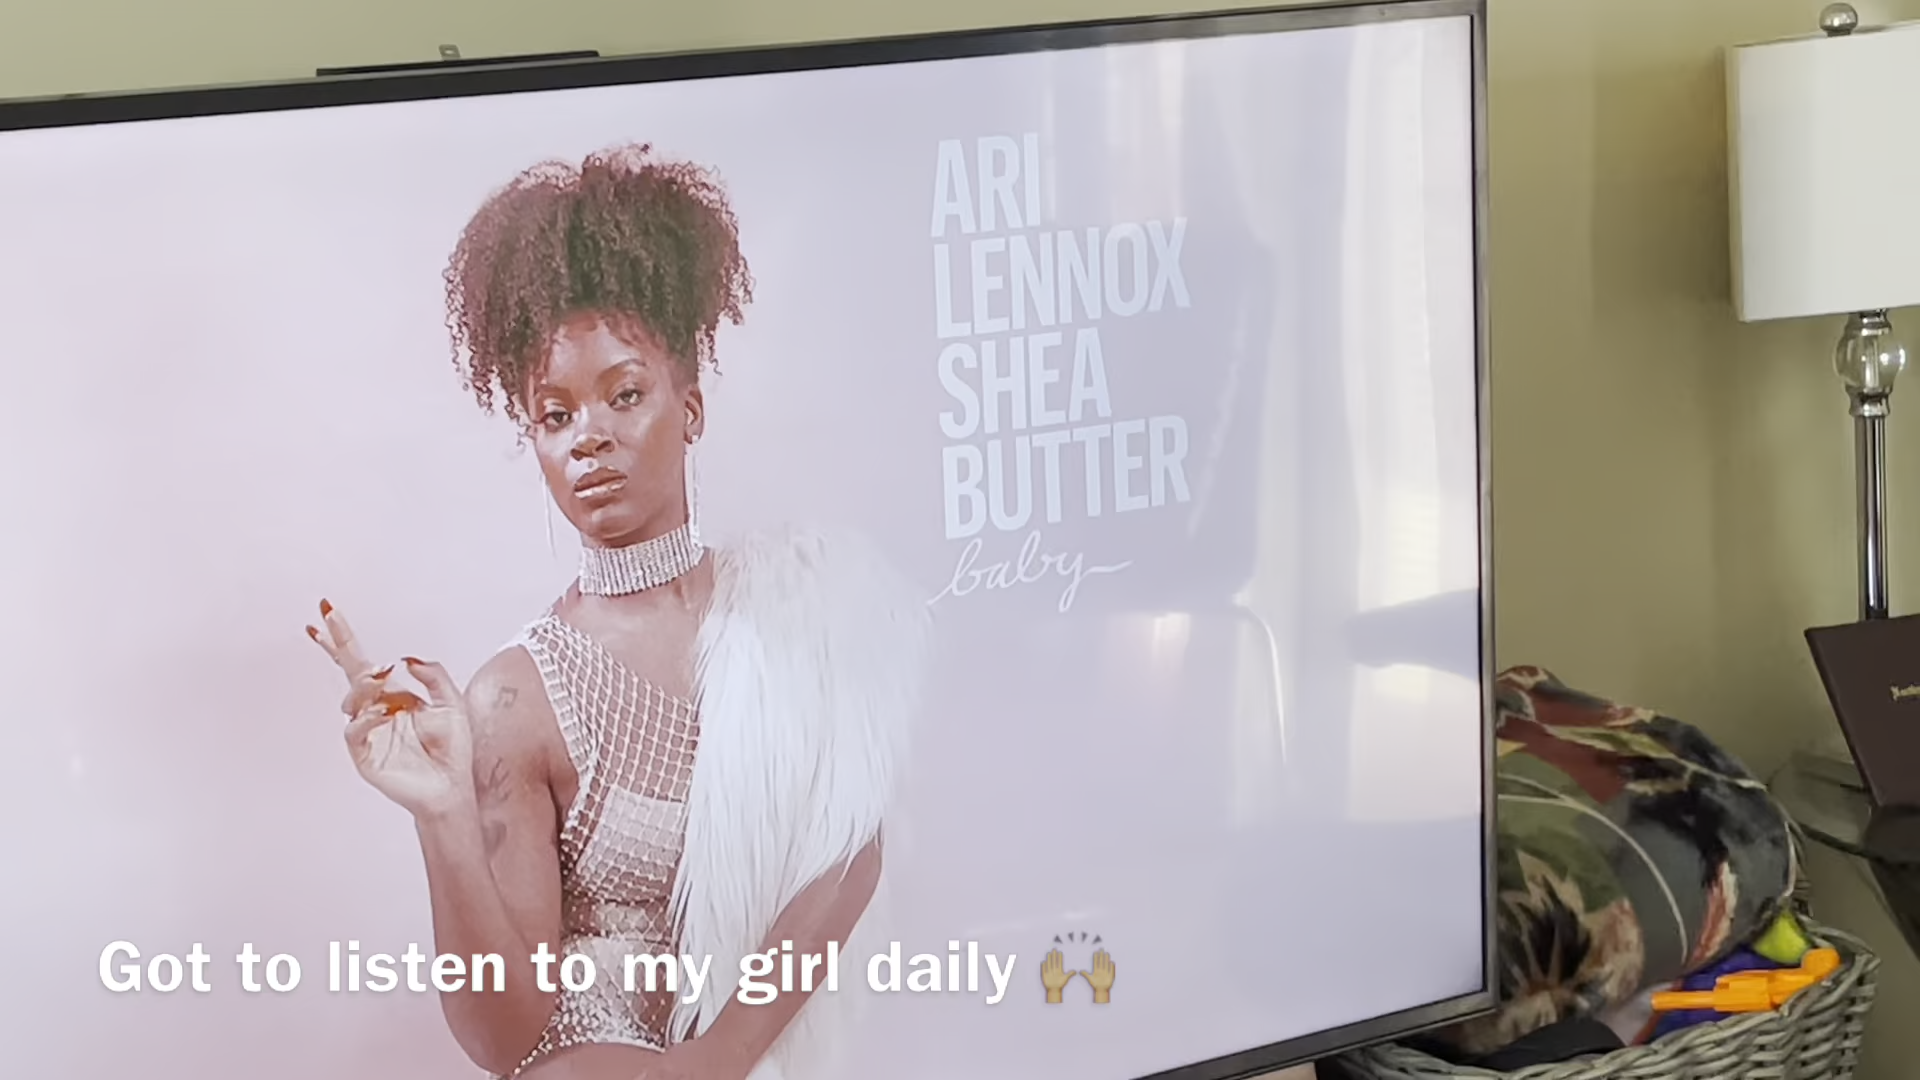 ARI
LENNOX
SHEA
BUTTER
baby
Got to listen to my girl daily 🙌🏽